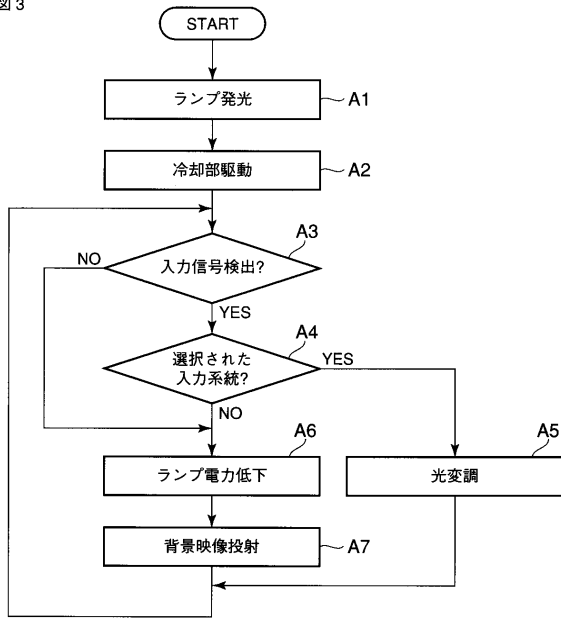 図3
START
ランプ発光
A1
冷却部駆動
A2
A3
NO
入力信号検出?
YES
A4
選択された
入力系統?
YES
NO
A6
ランプ電力低下
A5
光変調
背景映像投射
A7